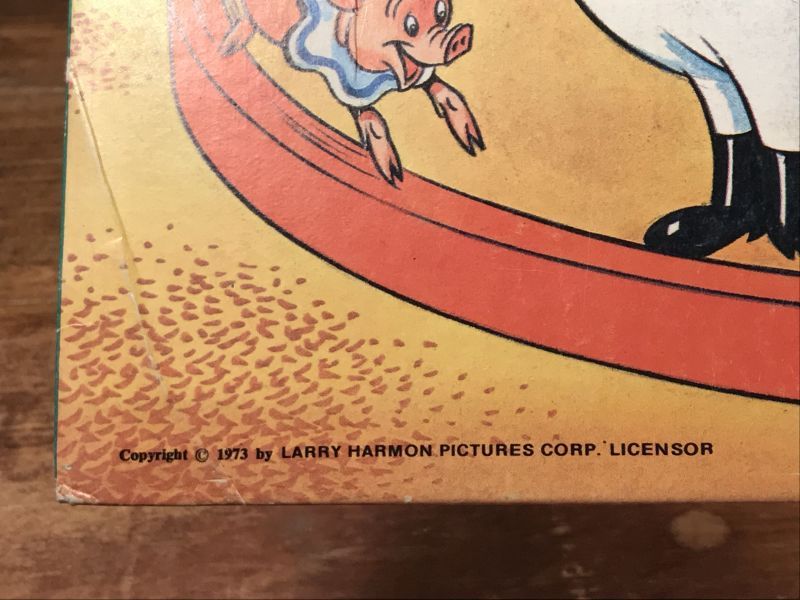 Copyright © 1973 by LARRY HARMON PICTURES CORP. LICENSOR